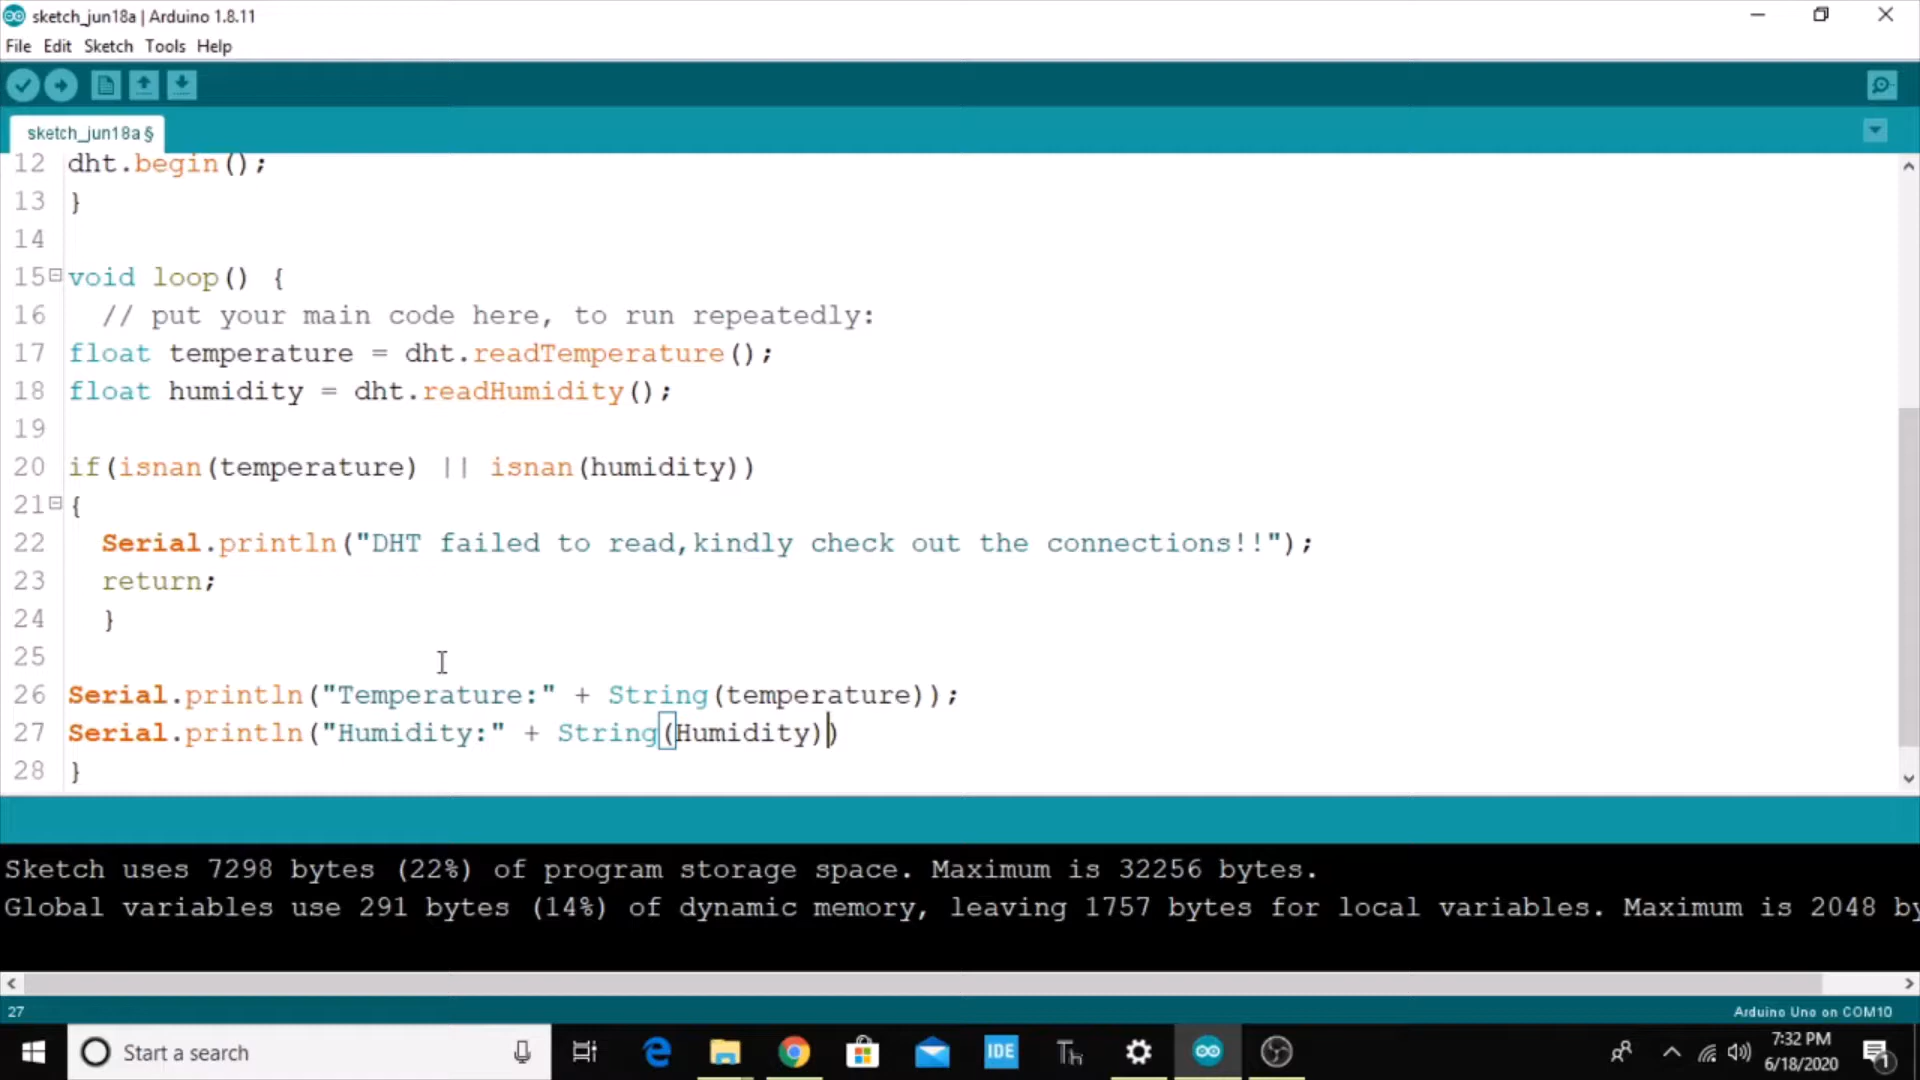 sketch_jun18a | Arduino 1.8.11
File Edit Sketch Tools Help
sketch_jun18a §
12 dht.begin();
13 }
14
15 void loop() {
16 // put your main code here, to run repeatedly:
17 float temperature = dht.readTemperature();
18 float humidity = dht.readHumidity();
19
20 if(isnan(temperature) || isnan(humidity))
21 {
22 Serial.println("DHT failed to read,kindly check out the connections!!");
23 return;
24 }
25
26 Serial.println("Temperature:" + String(temperature));
27 Serial.println("Humidity:" + String(Humidity))
28 }
Sketch uses 7298 bytes (22%) of program storage space. Maximum is 32256 bytes.
Global variables use 291 bytes (14%) of dynamic memory, leaving 1757 bytes for local variables. Maximum is 2048 by
27
Arduino Uno on COM10
Start a search
IDE
Th
7:32 PM
6/18/2020
1